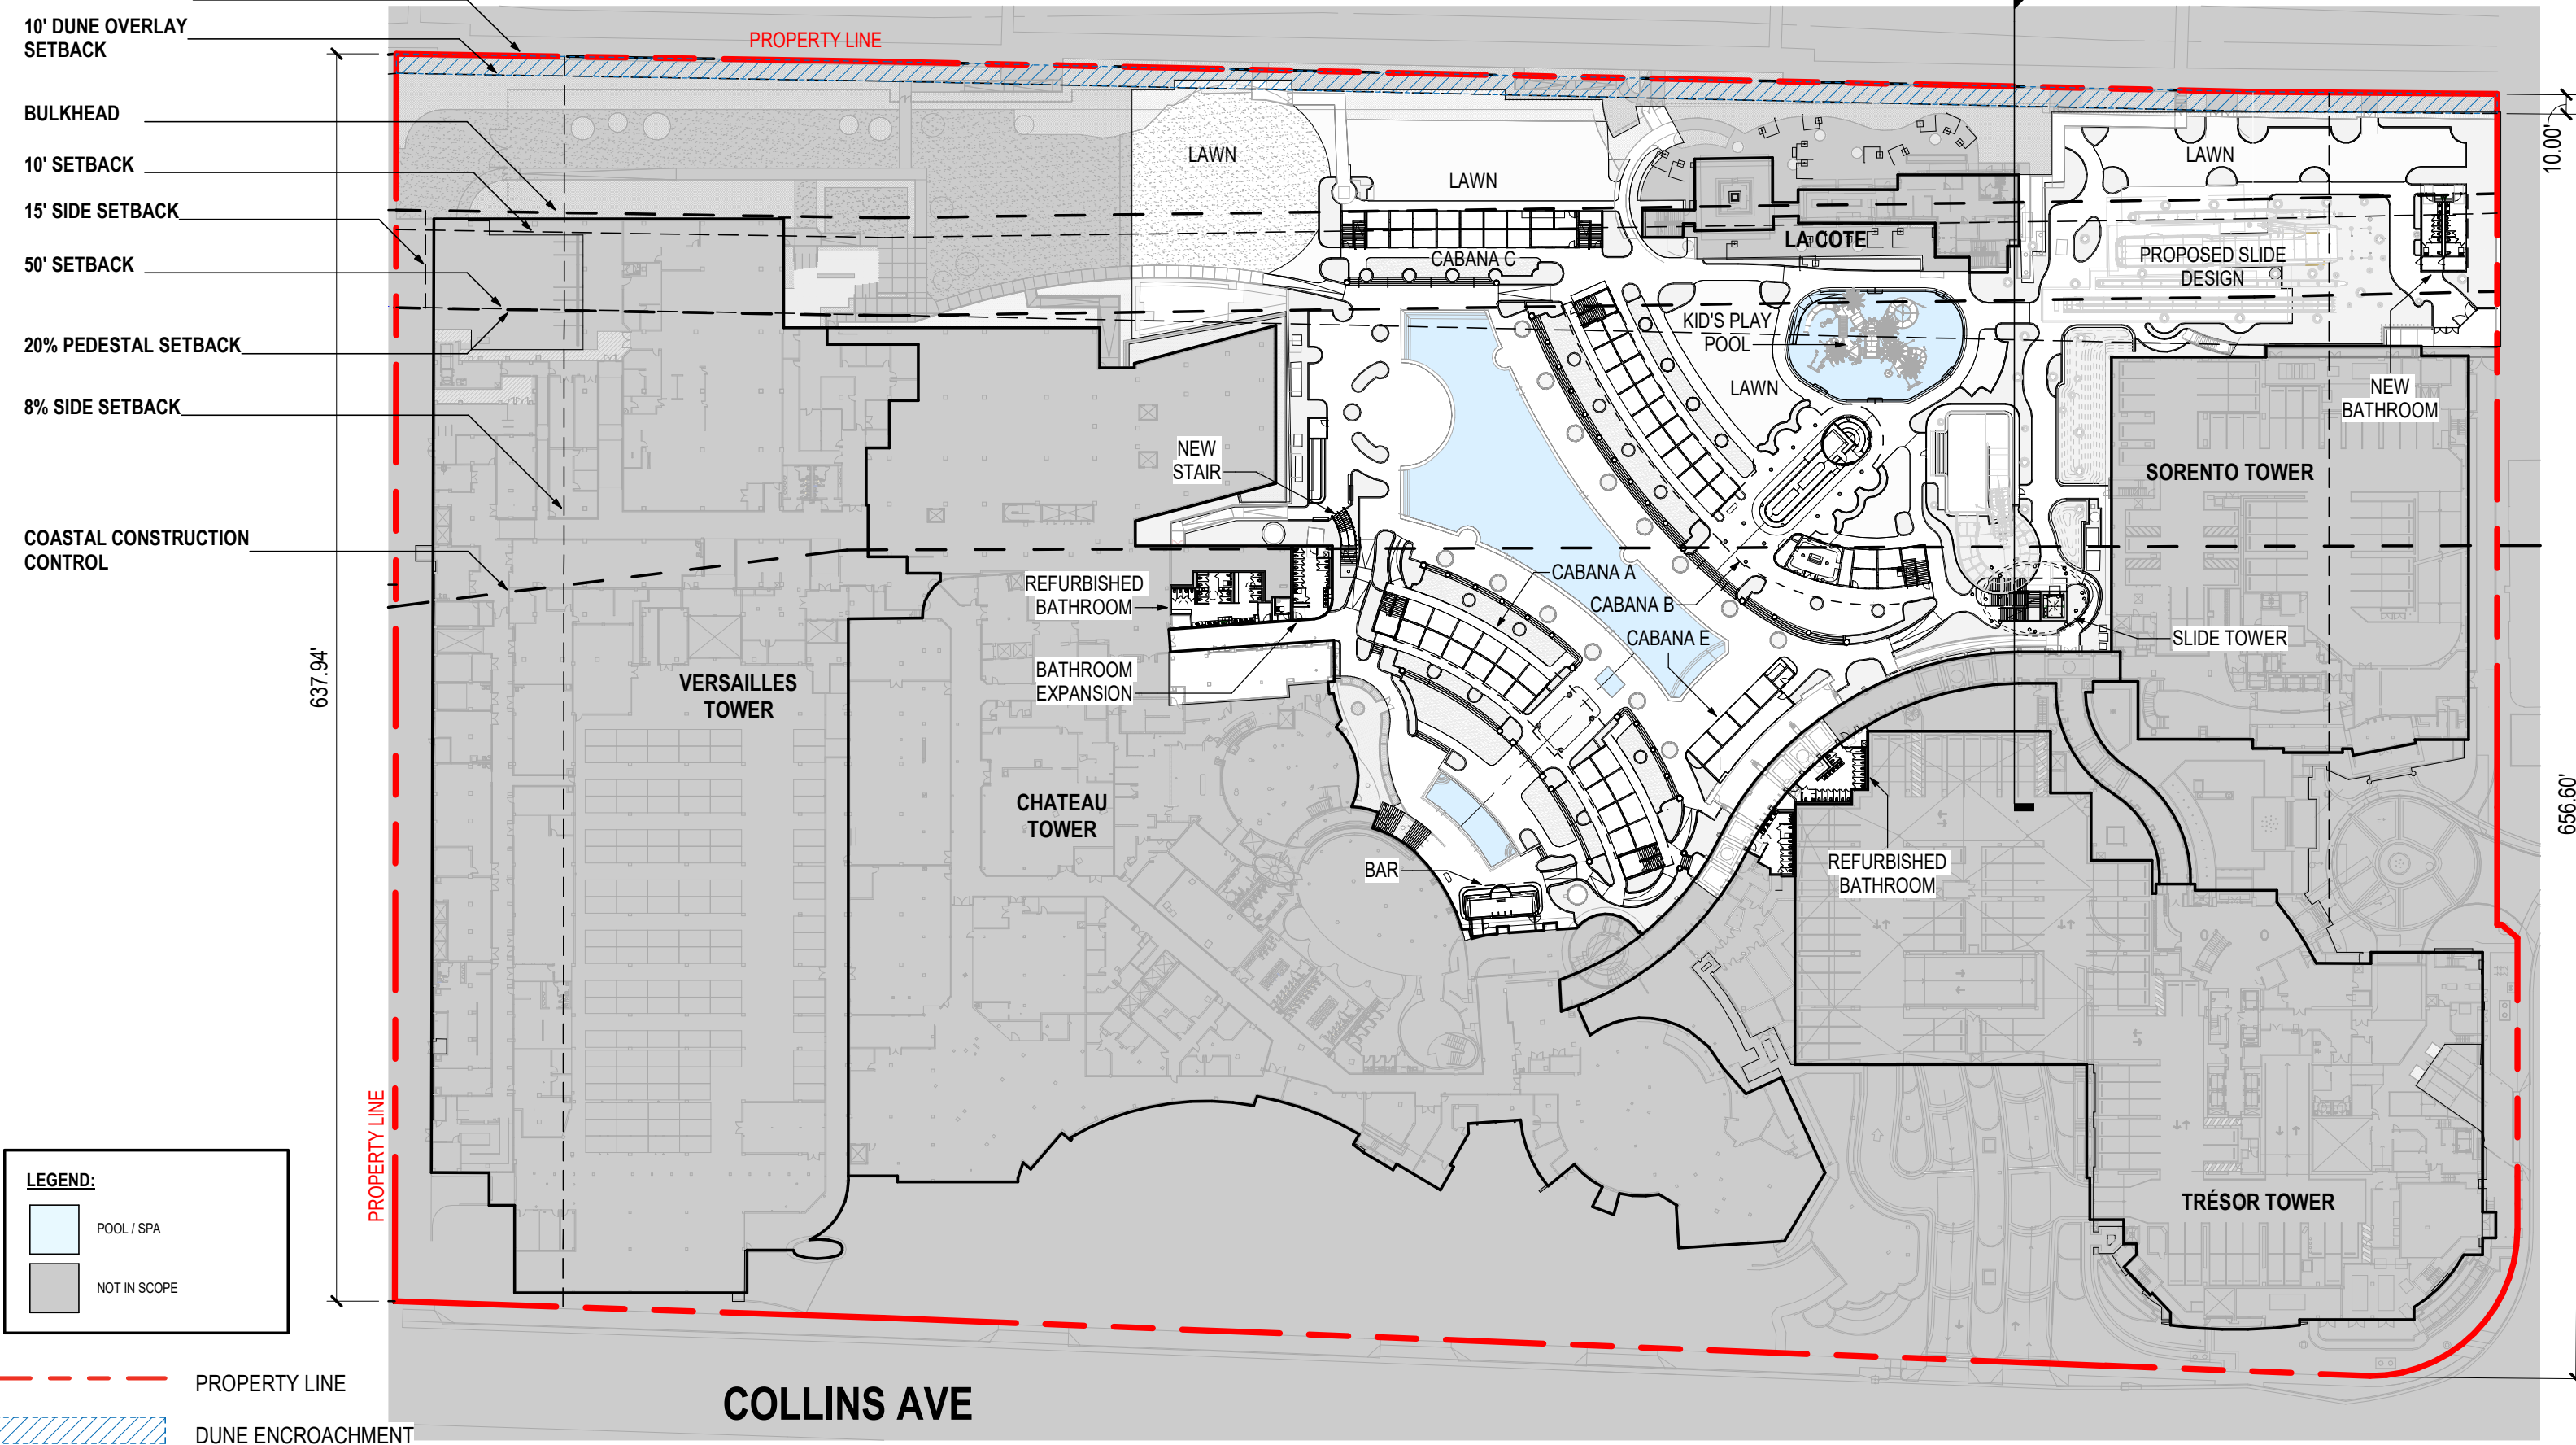 10' DUNE OVERLAY
SETBACK
PROPERTY LINE
BULKHEAD
10' SETBACK
15' SIDE SETBACK
50' SETBACK
20% PEDESTAL SETBACK
8% SIDE SETBACK
COASTAL CONSTRUCTION
CONTROL
637.94'
PROPERTY LINE
LAWN
LAWN
LAWN
10.00'
CABANA C
LA COTE
PROPOSED SLIDE
DESIGN
KID'S PLAY
POOL
LAWN
NEW
BATHROOM
NEW
STAIR
SORENTO TOWER
REFURBISHED
BATHROOM
CABANA A
CABANA B
CABANA E
SLIDE TOWER
BATHROOM
EXPANSION
VERSAILLES
TOWER
CHATEAU
TOWER
BAR
REFURBISHED
BATHROOM
656.60'
TRÉSOR TOWER
LEGEND:
POOL / SPA
NOT IN SCOPE
PROPERTY LINE
DUNE ENCROACHMENT
COLLINS AVE